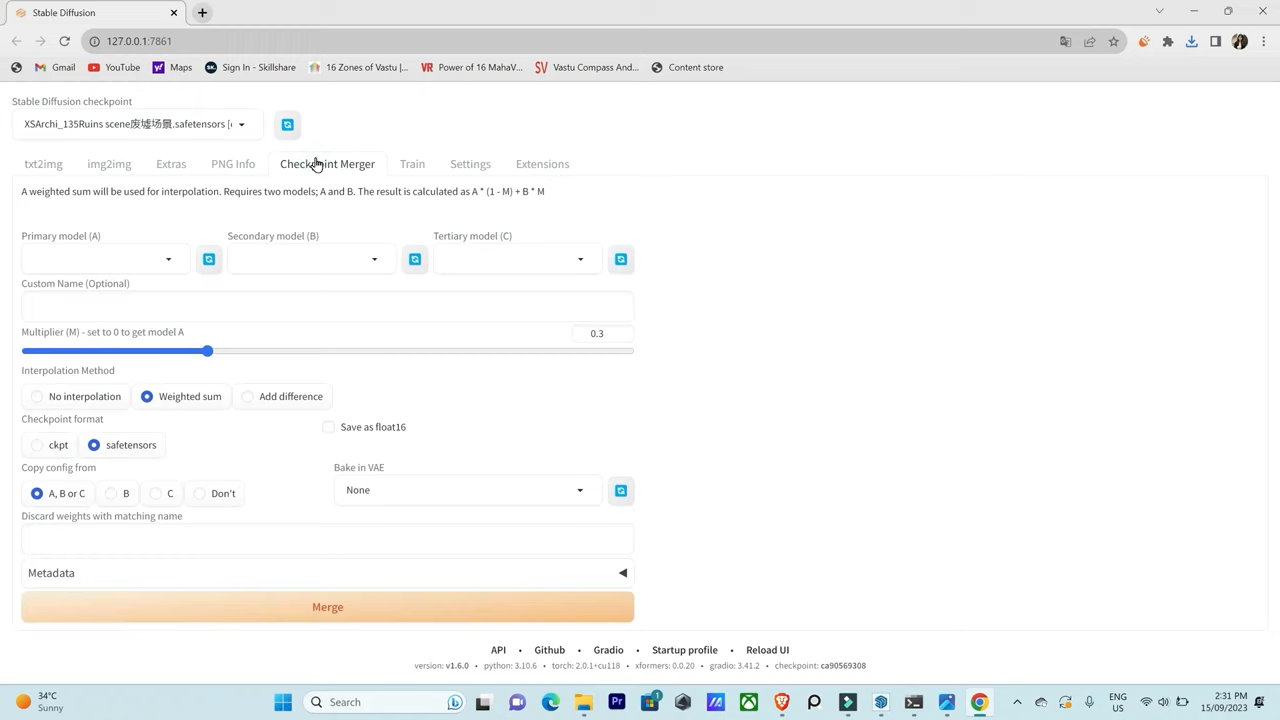 Stable Diffusion
127.0.0.1:7861
Gmail YouTube Maps Sign In - Skillshare 16 Zones of Vastu |... Power of 16 MahaV... Vastu Compass And... Content store
Stable Diffusion checkpoint
XSArchi_135Ruins scene废墟场景.safetensors [c
txt2img img2img Extras PNG Info Checkpoint Merger Train Settings Extensions
A weighted sum will be used for interpolation. Requires two models; A and B. The result is calculated as A * (1 - M) + B * M
Primary model (A) Secondary model (B) Tertiary model (C)
Custom Name (Optional)
Multiplier (M) - set to 0 to get model A 0.3
Interpolation Method
No interpolation Weighted sum Add difference
Checkpoint format
Save as float16
ckpt safetensors
Copy config from Bake in VAE
A, B or C B C Don't None
Discard weights with matching name
Metadata
Merge
API • Github • Gradio • Startup profile • Reload UI
version: v1.6.0 • python: 3.10.6 • torch: 2.0.1+cu118 • xformers: 0.0.20 • gradio: 3.41.2 • checkpoint: ca90569308
34°C
Sunny
Search
ENG
US
2:31 PM
15/09/2023